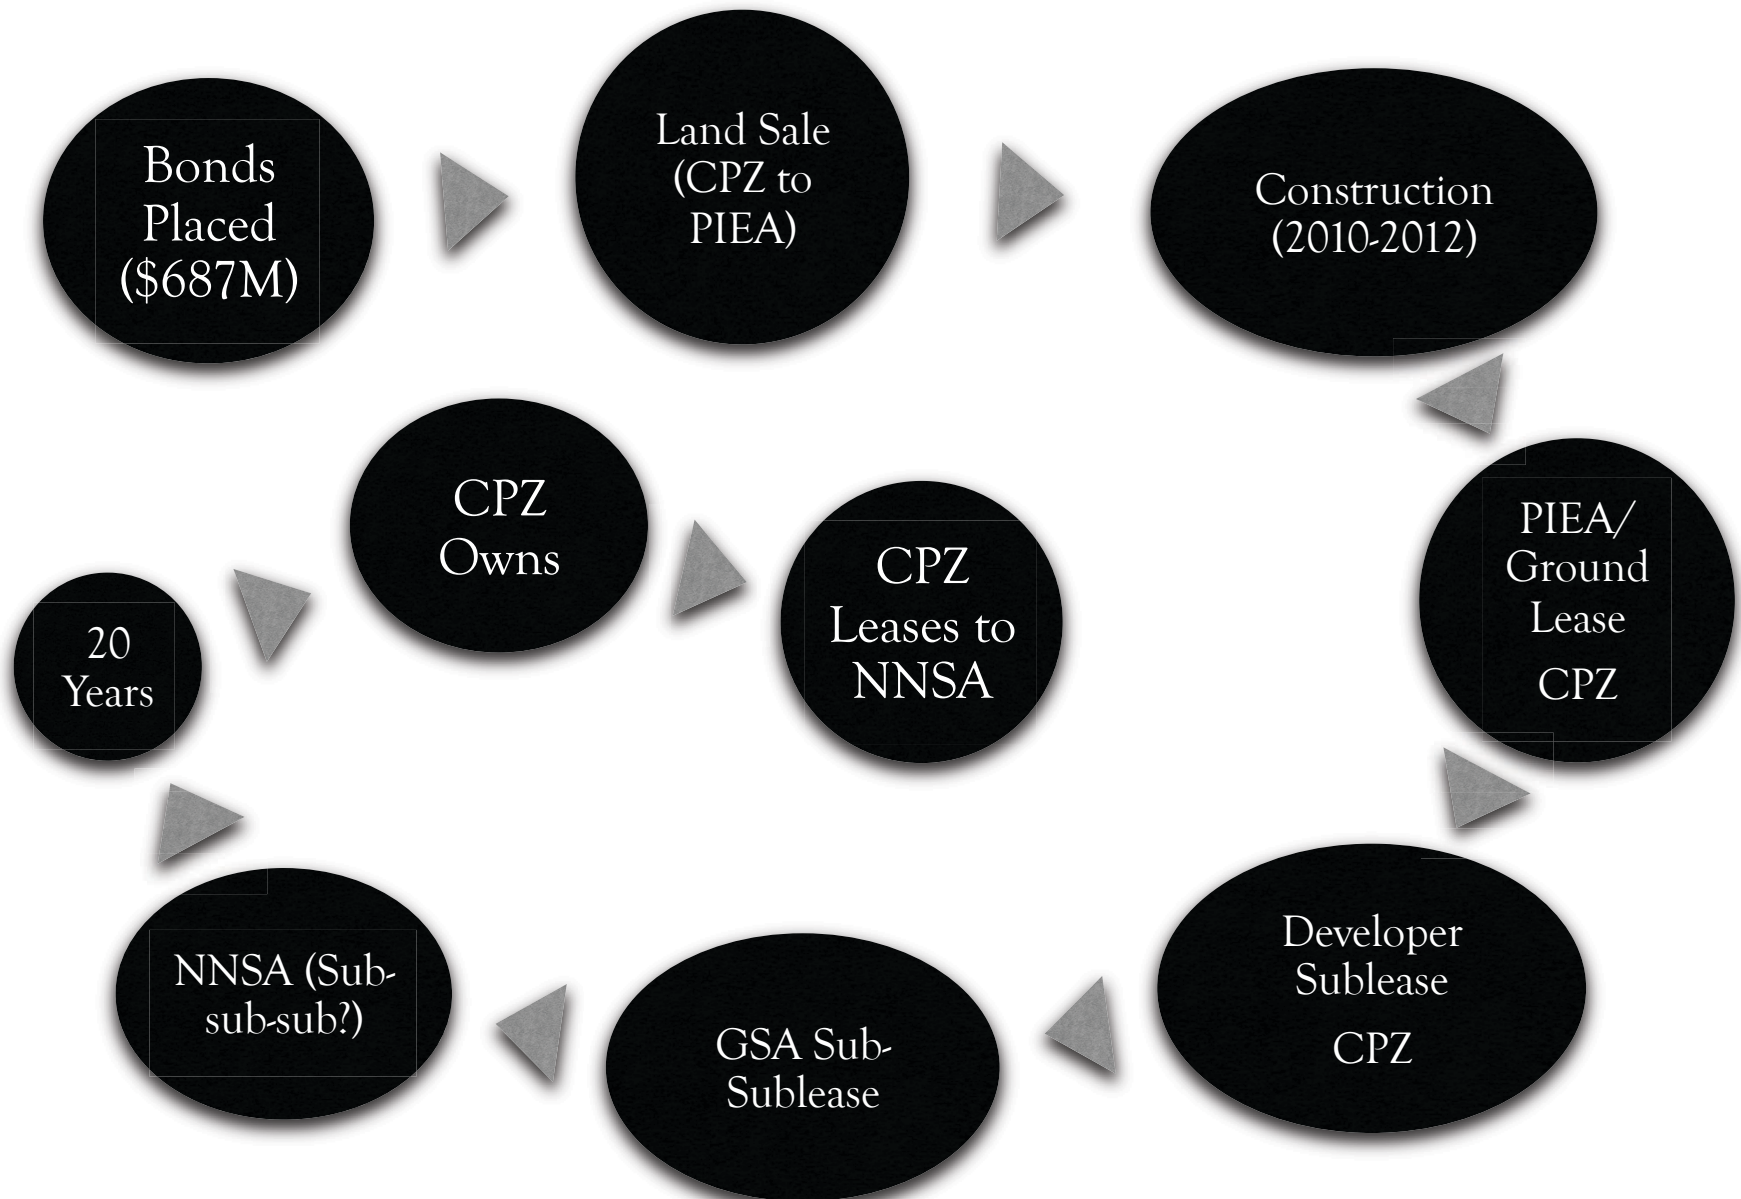 Bonds
Placed
($687M)
Land Sale
(CPZ to
PIEA)
Construction
(2010-2012)
PIEA/
Ground
Lease
CPZ
Developer
Sublease
CPZ
GSA Sub-
Sublease
NNSA (Sub-
sub-sub?)
20
Years
CPZ
Owns
CPZ
Leases to
NNSA